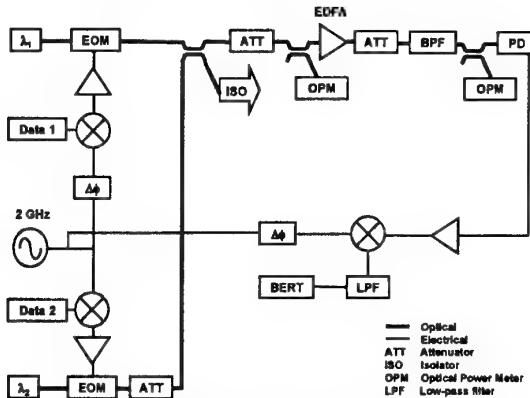 EDFA
λ1 EOM ATT ATT BPF PD
ISO OPM OPM
Data 1
Δϕ
2 GHz
Δϕ
BERT LPF
Data 2
Optical
Electrical
ATT Attenuator
ISO Isolator
OPM Optical Power Meter
LPF Low-pass filter
λ2 EOM ATT